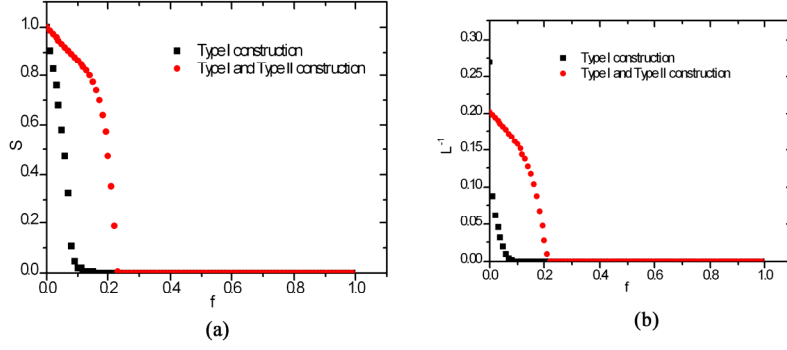 1.0
0.8
0.6
0.4
0.2
0.0
S
Type I construction
Type I and Type II construction
0.0 0.2 0.4 0.6 0.8 1.0
f
(a)
0.30
0.25
0.20
0.15
0.10
0.05
0.00
L⁻¹
Type I construction
Type I and Type II construction
0.0 0.2 0.4 0.6 0.8 1.0
f
(b)